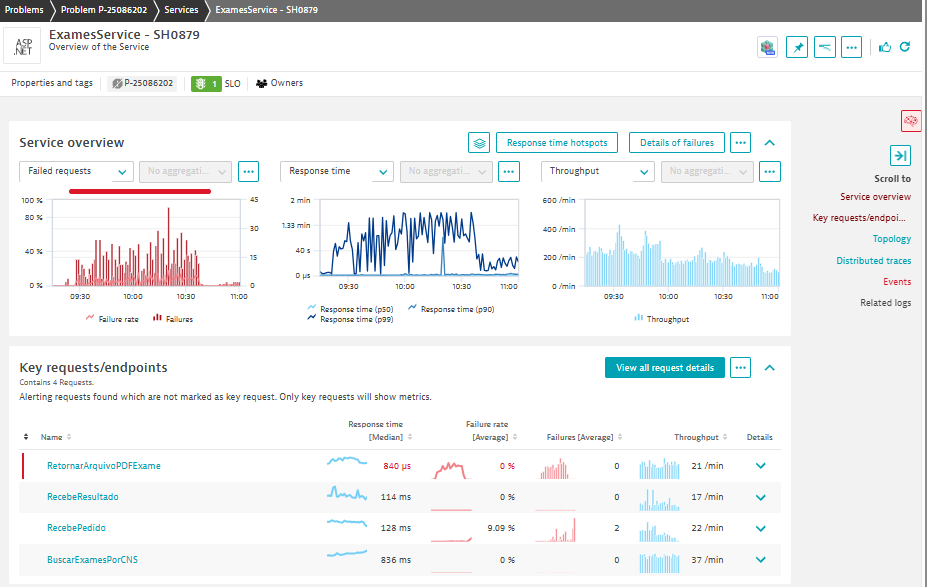 Problems
Problem P-25086202
Services
ExamesService - SH0879
ASP .NET
ExamesService - SH0879
Overview of the Service
...
Properties and tags
P-25086202
1
SLO
Owners
Service overview
Response time hotspots
Details of failures
...
Failed requests
No aggregati...
...
Response time
No aggregati...
...
Throughput
No aggregati...
...
100 %
80 %
40 %
0 %
45
30
15
0
09:30
10:00
10:30
11:00
Failure rate
Failures
2 min
1.33 min
40 s
0 µs
09:30
10:00
10:30
11:00
Response time (p50)
Response time (p90)
Response time (p99)
600 /min
400 /min
200 /min
0 /min
09:30
10:00
10:30
11:00
Throughput
Scroll to
Service overview
Key requests/endpoi...
Topology
Distributed traces
Events
Related logs
Key requests/endpoints
Contains 4 Requests.
Alerting requests found which are not marked as key request. Only key requests will show metrics.
View all request details
...
Name
Response time [Median]
Failure rate [Average]
Failures [Average]
Throughput
Details
RetornarArquivoPDFExame 840 µs 0 % 0 21 /min
RecebeResultado 114 ms 0 % 0 17 /min
RecebePedido 128 ms 9.09 % 2 22 /min
BuscarExamesPorCNS 836 ms 0 % 0 37 /min